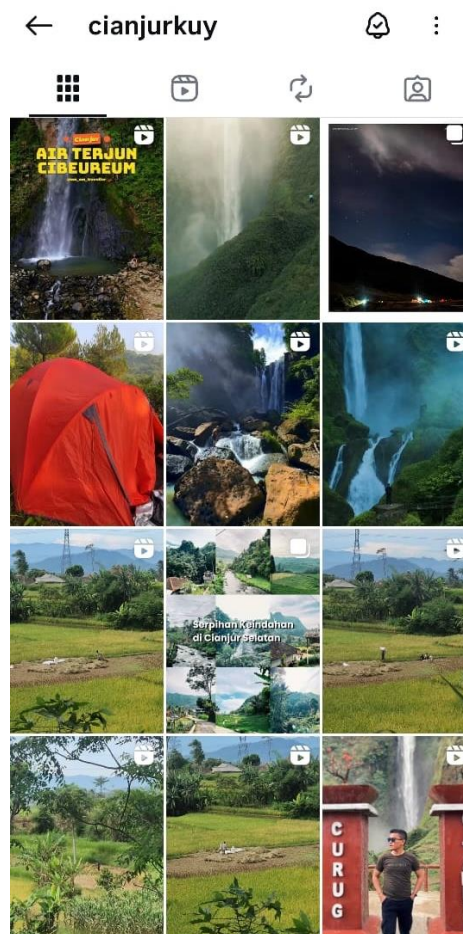 cianjurkuy
Cianjur
AIR TERJUN
CIBEUREUM
Serpihan Keindahan
di Cianjur Selatan
CURUG